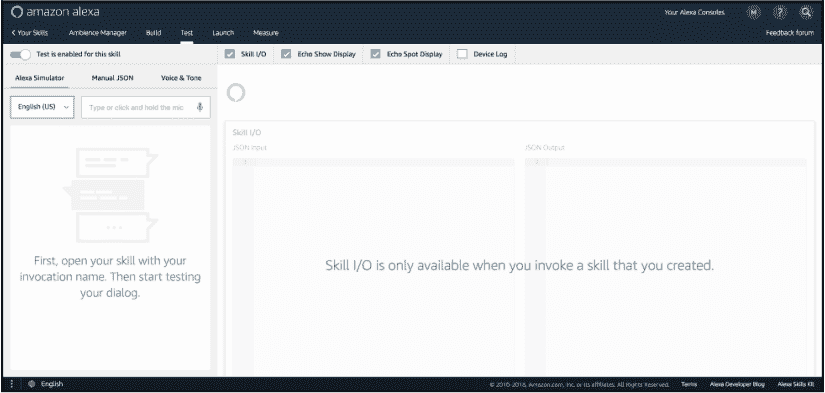 amazon alexa
Your Alexa Consoles
M
?
< Your Skills Ambience Manager Build Test Launch Measure
Feedback forum
Test is enabled for this skill
Skill I/O Echo Show Display Echo Spot Display Device Log
Alexa Simulator Manual JSON Voice & Tone
English (US)
Type or click and hold the mic
Skill I/O
JSON Input
JSON Output
1
First, open your skill with your
invocation name. Then start testing
your dialog.
Skill I/O is only available when you invoke a skill that you created.
English
© 2010-2018, Amazon.com, Inc. or its affiliates. All Rights Reserved. Terms Alexa Developer Blog Alexa Skills Kit